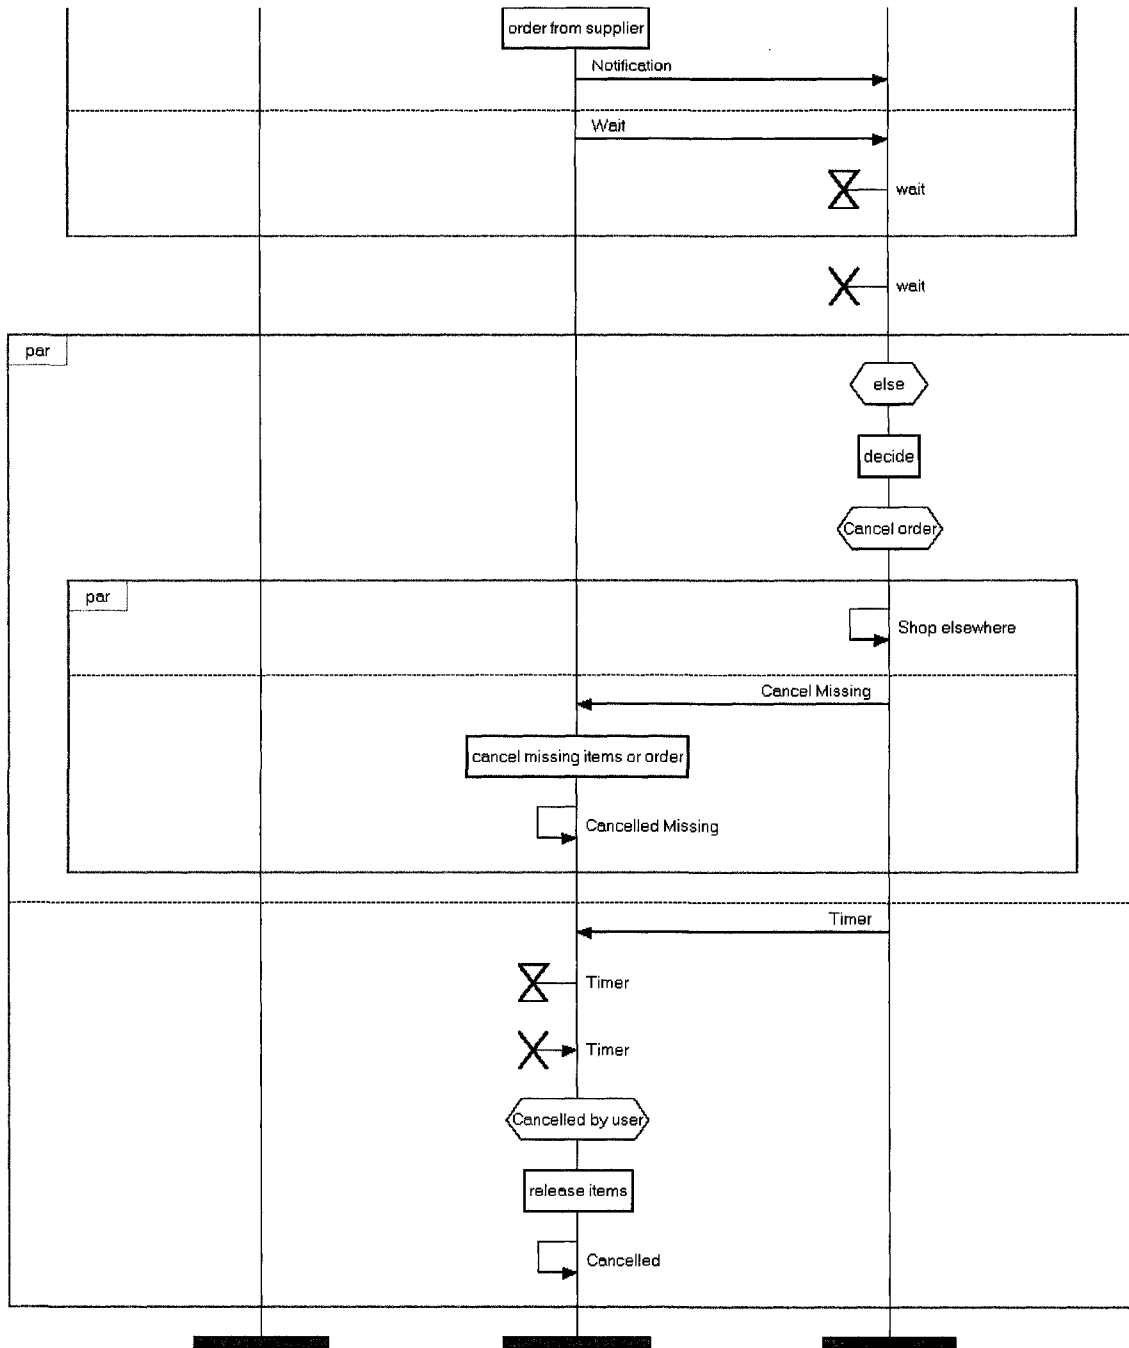 order from supplier
Notification
Wait
wait
wait
par
else
decide
Cancel order
par
Shop elsewhere
Cancel Missing
cancel missing items or order
Cancelled Missing
Timer
Timer
Timer
Cancelled by user
release items
Cancelled